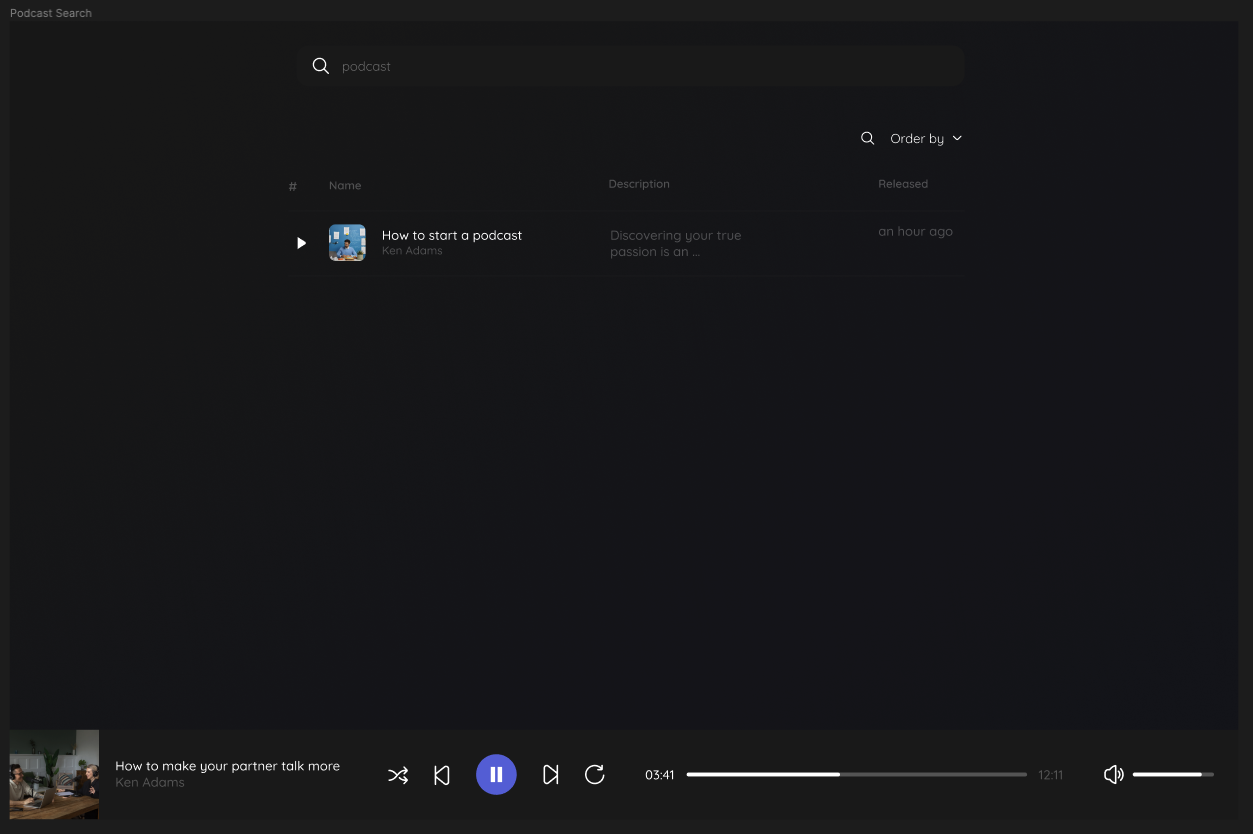 Podcast Search
podcast
Order by
# Name Description Released
How to start a podcast
Ken Adams
Discovering your true
passion is an ...
an hour ago
How to make your partner talk more
Ken Adams
03:41
12:11